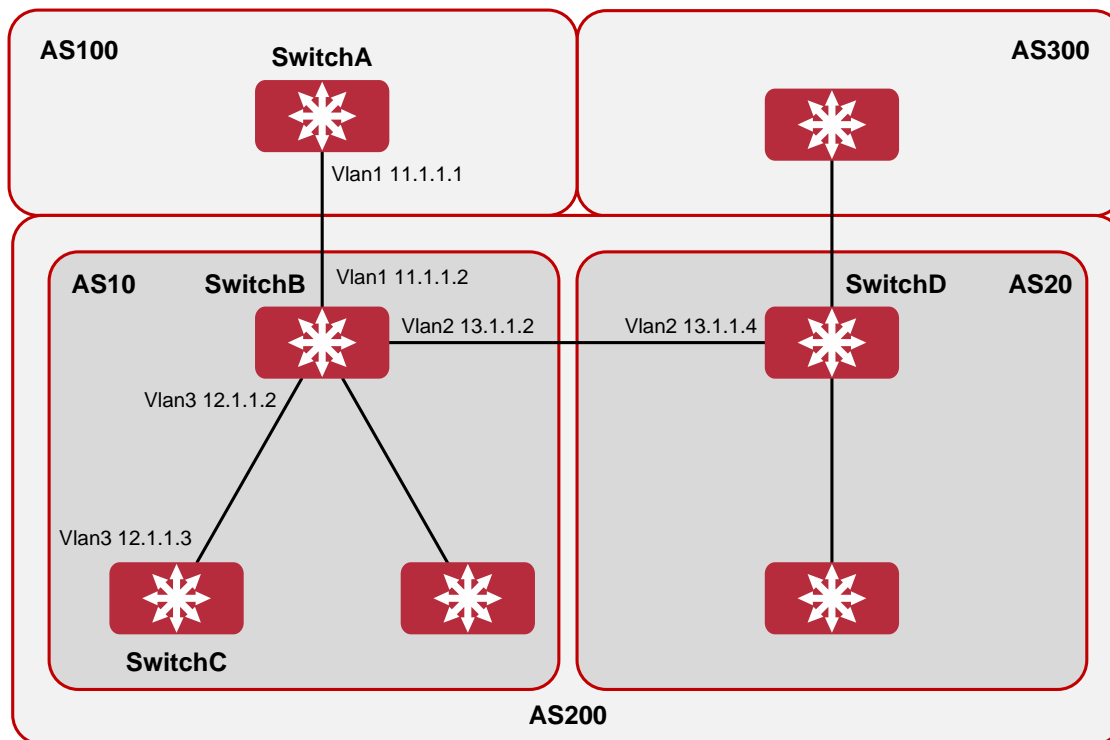 AS100
AS300
SwitchA
Vlan1 11.1.1.1
AS10
SwitchB
Vlan1 11.1.1.2
SwitchD
AS20
Vlan2 13.1.1.2
Vlan2 13.1.1.4
Vlan3 12.1.1.2
Vlan3 12.1.1.3
SwitchC
AS200